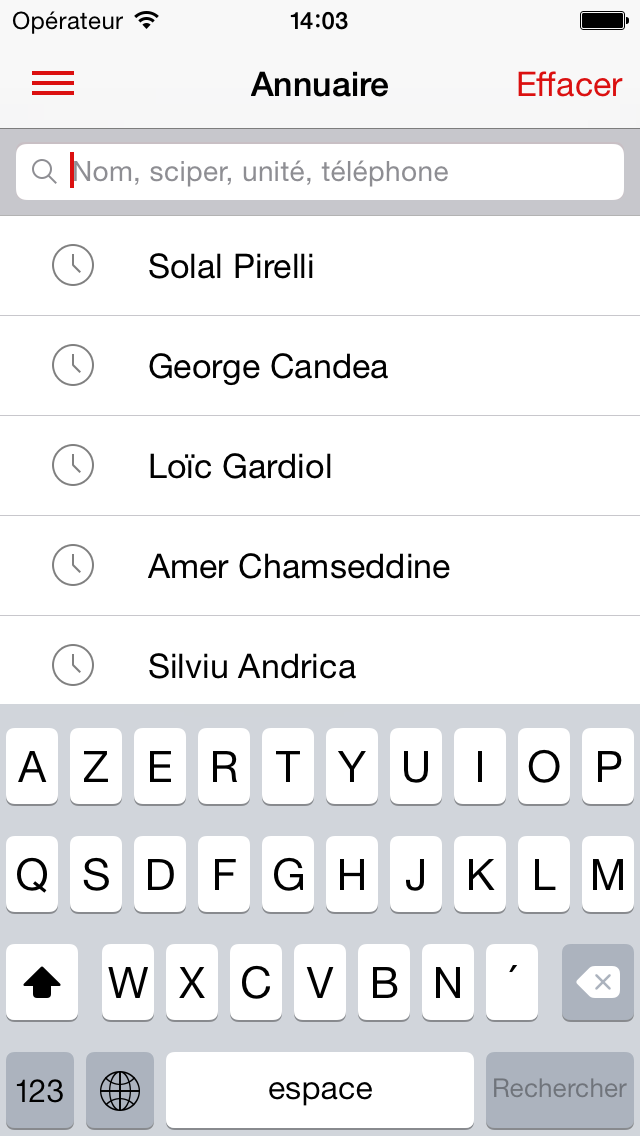 Opérateur 14:03
Annuaire Effacer
Nom, sciper, unité, téléphone
Solal Pirelli
George Candea
Loïc Gardiol
Amer Chamseddine
Silviu Andrica
A Z E R T Y U I O P
Q S D F G H J K L M
W X C V B N ´
123 espace Rechercher